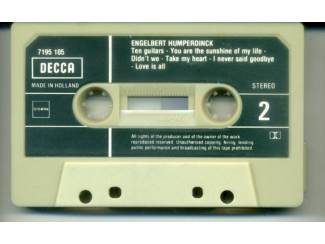 ENGELBERT HUMPERDINCK
7195 185
Ten guitars - You are the sunshine of my life -
Didn't we - Take my heart - I never said goodbye
- Love is all
DECCA
MADE IN HOLLAND
STEREO
2
All rights of the producer and of the owner of the work
reproduced reserved. Unauthorised copying, hiring, lending
public performance and broadcasting of this tape prohibited.